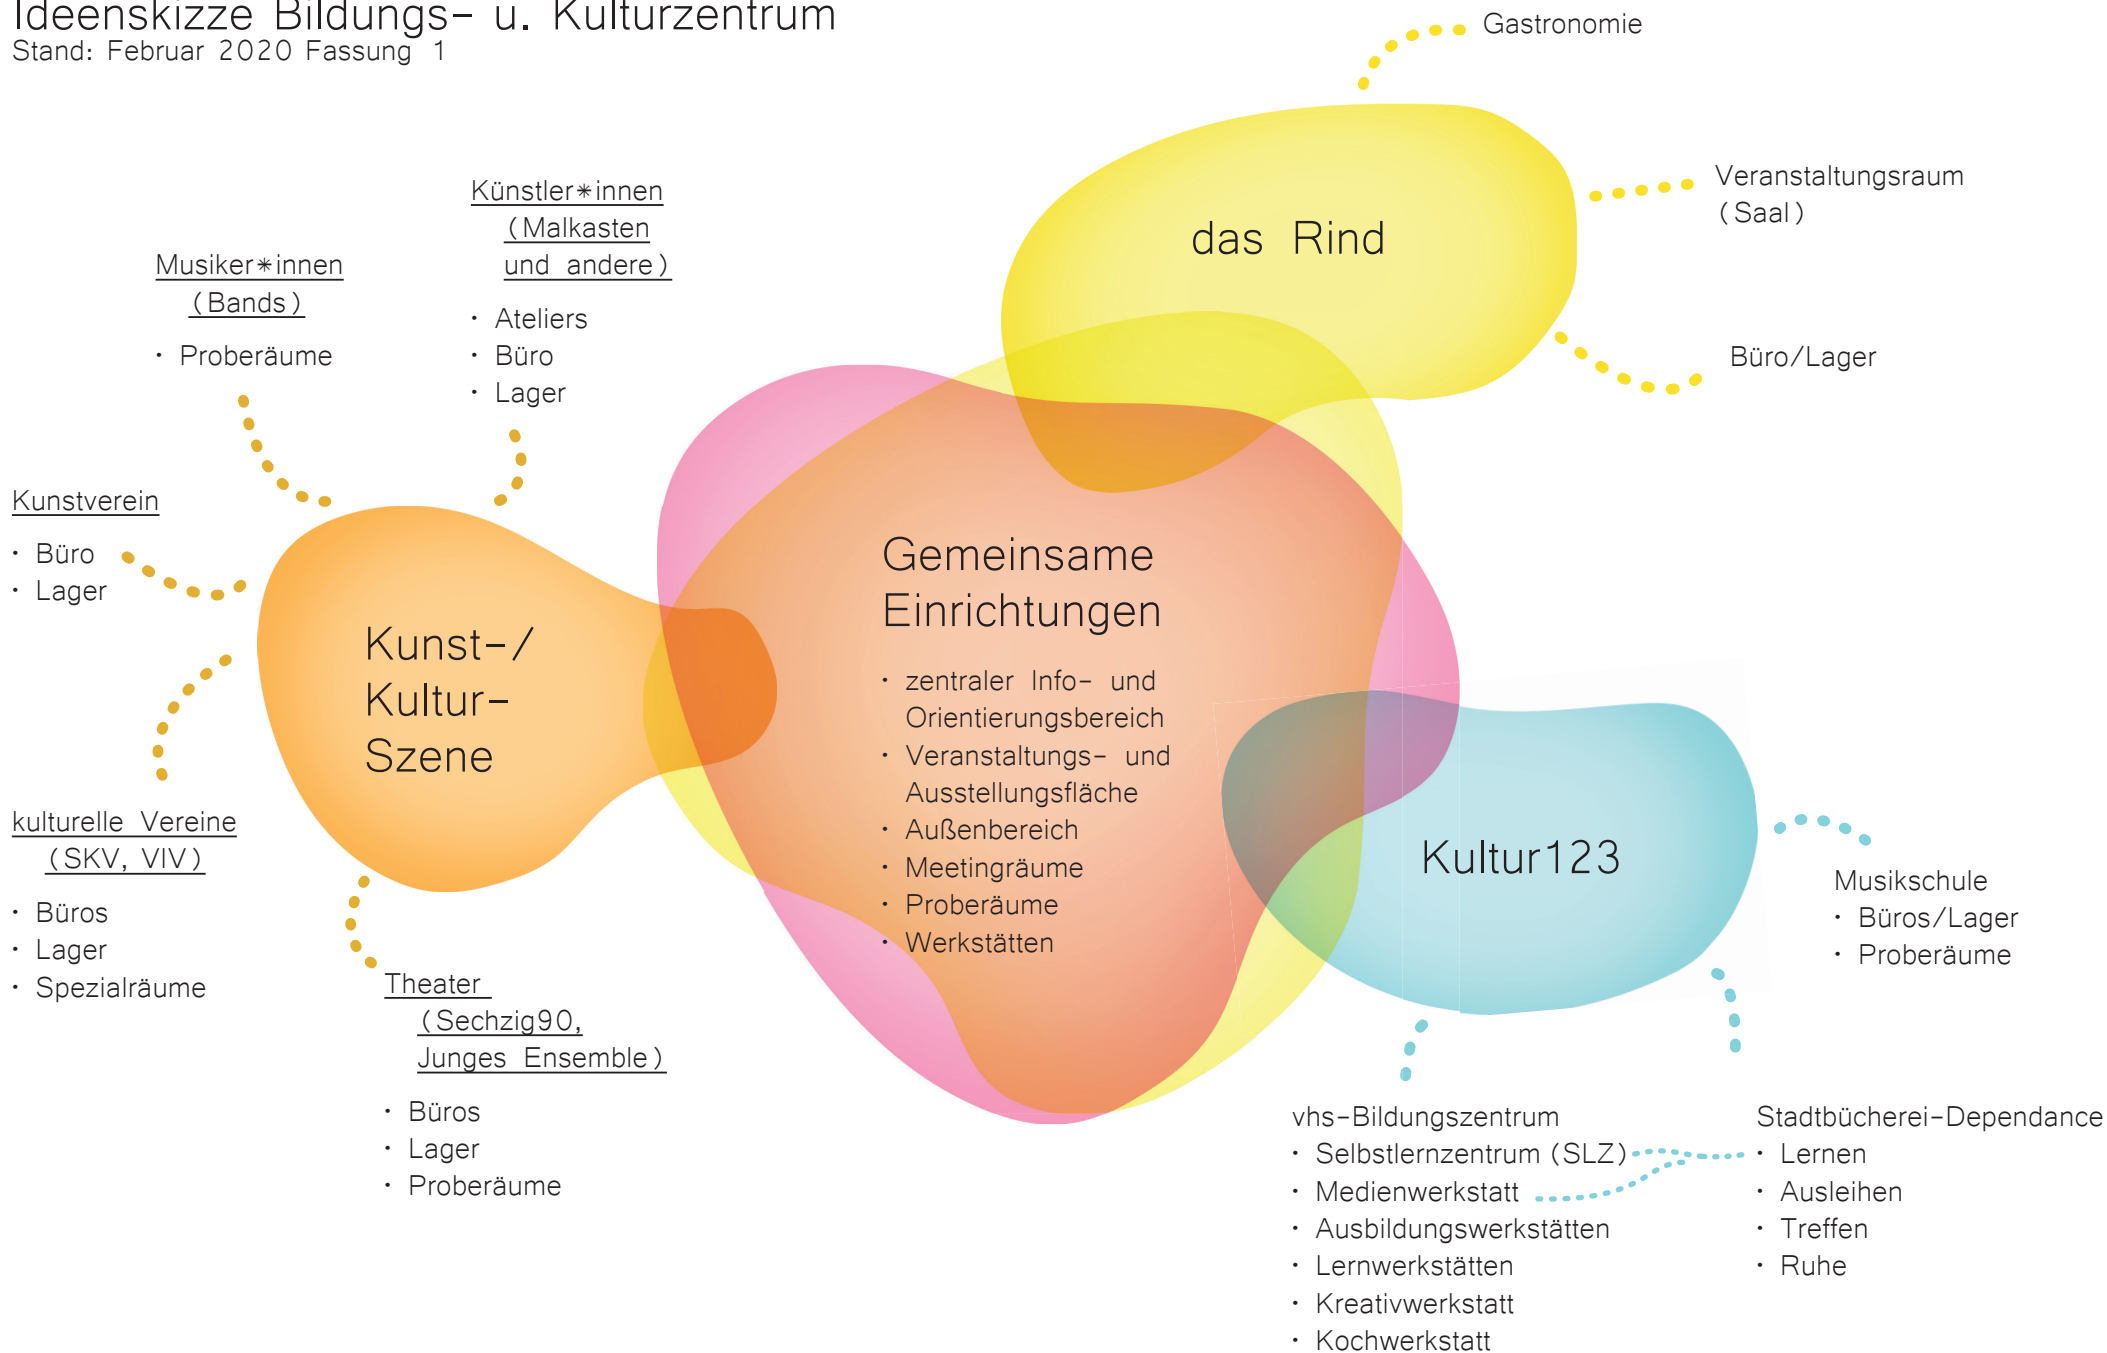 Ideenskizze Bildungs- u. Kulturzentrum
Stand: Februar 2020 Fassung 1
Gastronomie
Veranstaltungsraum
(Saal)
Büro/Lager
das Rind
Künstler*innen
(Malkasten
und andere)
· Ateliers
· Büro
· Lager
Musiker*innen
(Bands)
· Proberäume
Kunstverein
· Büro
· Lager
Kunst-/
Kultur-
Szene
kulturelle Vereine
(SKV, VIV)
· Büros
· Lager
· Spezialräume
Theater
(Sechzig90,
Junges Ensemble)
· Büros
· Lager
· Proberäume
Gemeinsame
Einrichtungen
· zentraler Info- und
Orientierungsbereich
· Veranstaltungs- und
Ausstellungsfläche
· Außenbereich
· Meetingräume
· Proberäume
· Werkstätten
Kultur123
Musikschule
· Büros/Lager
· Proberäume
vhs-Bildungszentrum
· Selbstlernzentrum (SLZ)
· Medienwerkstatt
· Ausbildungswerkstätten
· Lernwerkstätten
· Kreativwerkstatt
· Kochwerkstatt
Stadtbücherei-Dependance
· Lernen
· Ausleihen
· Treffen
· Ruhe